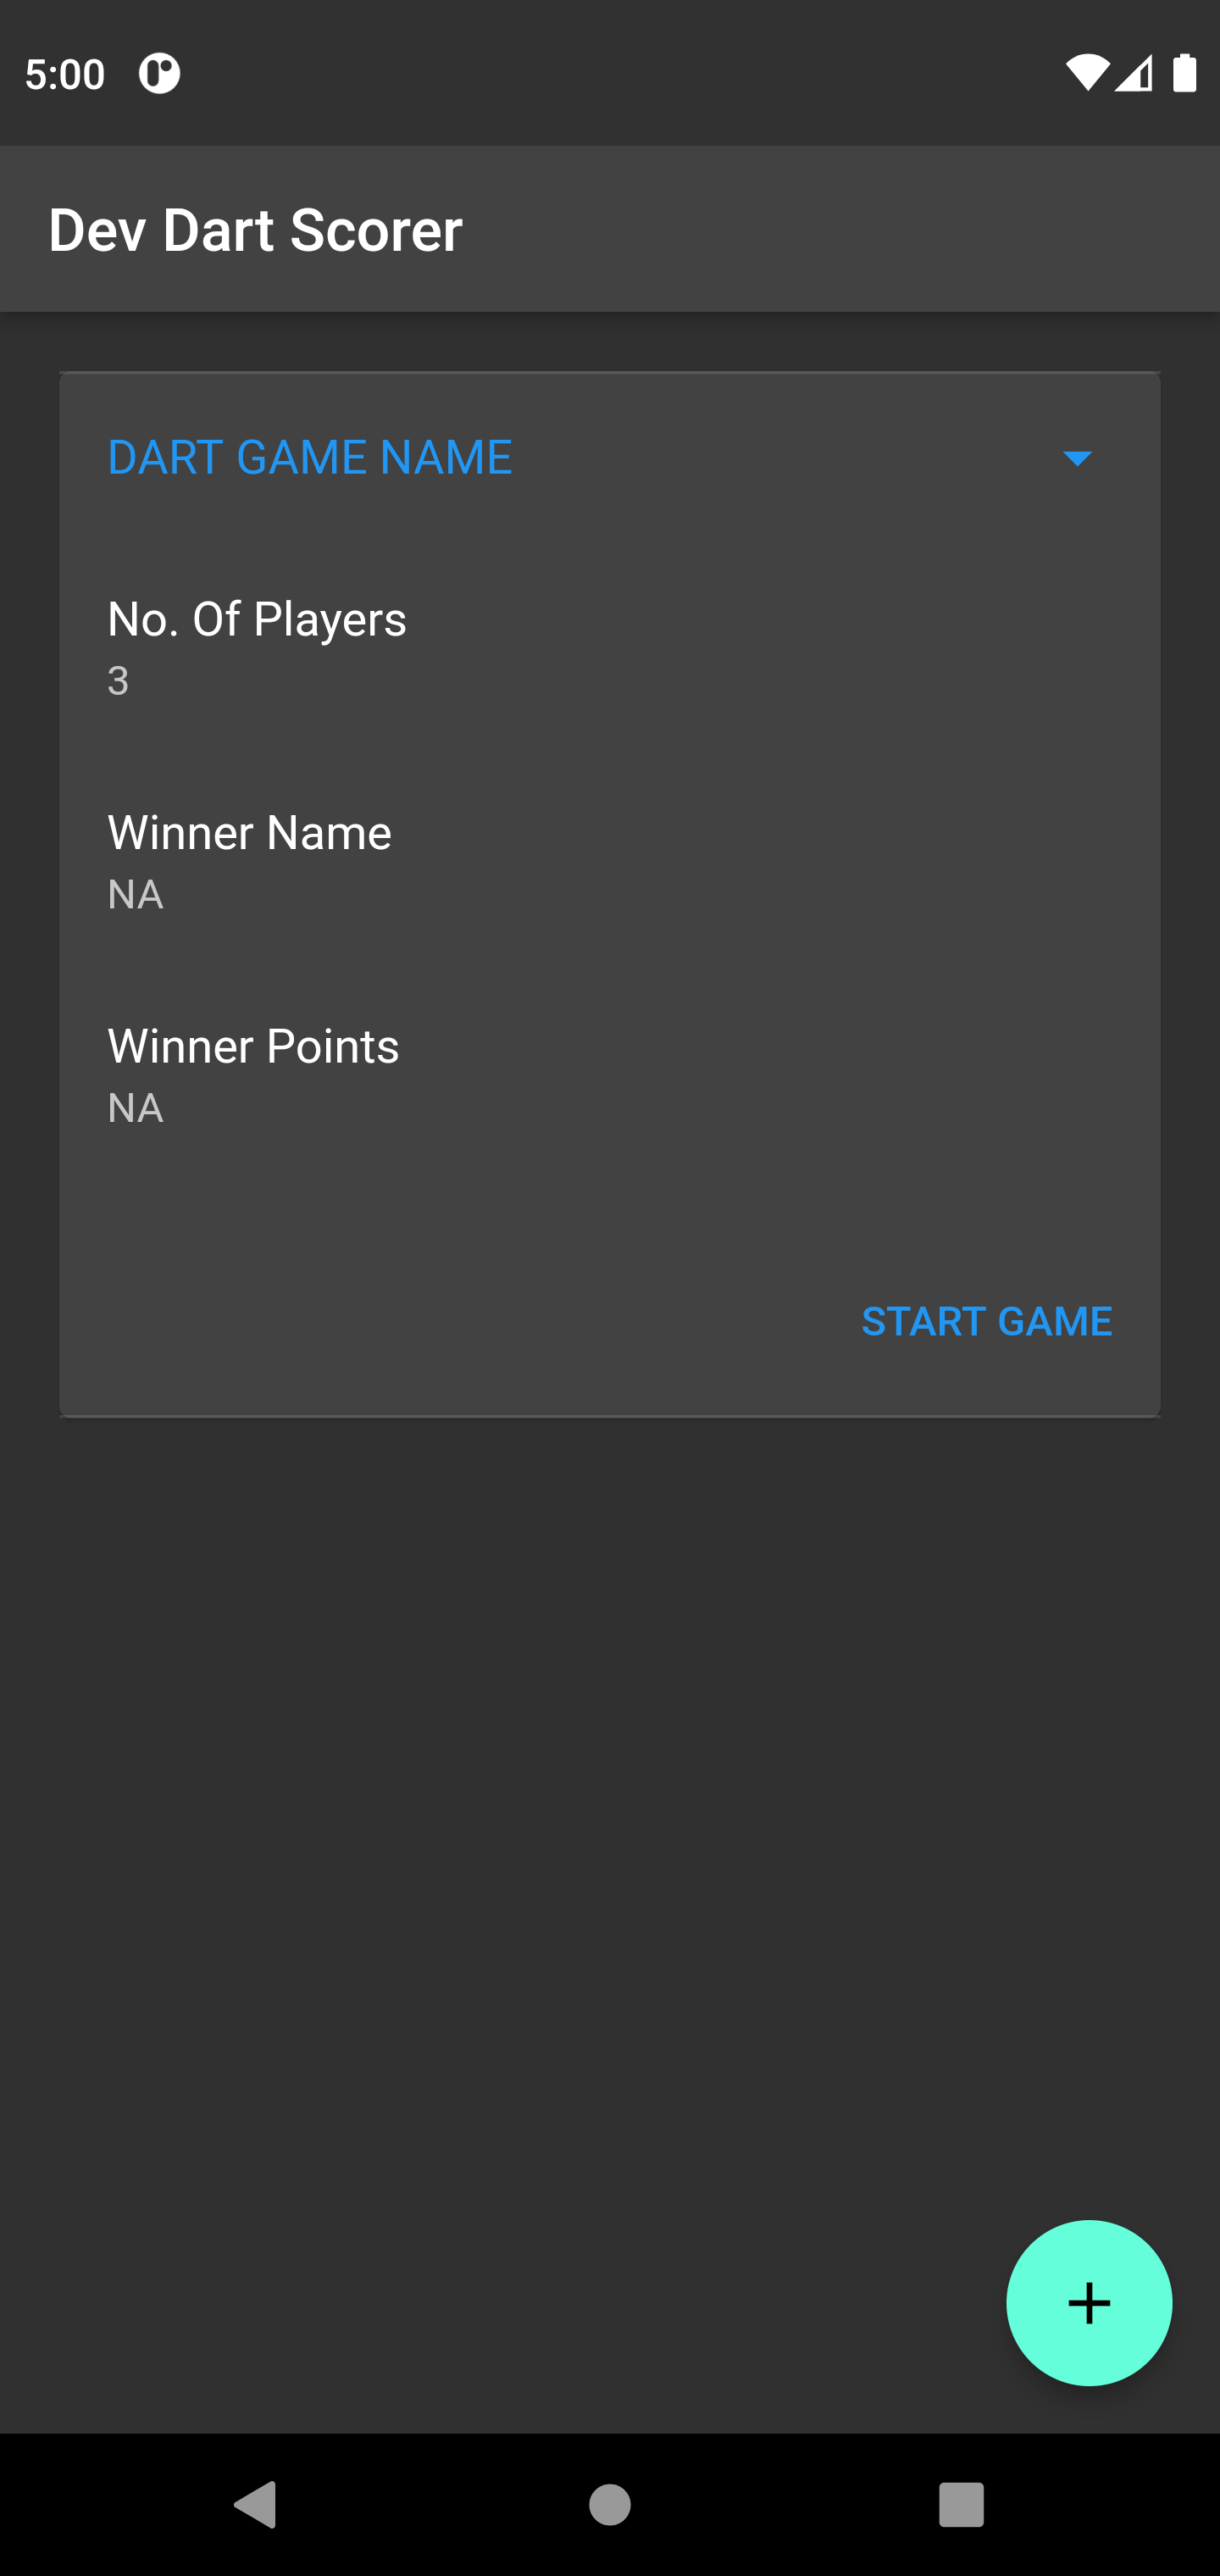 5:00
Dev Dart Scorer
DART GAME NAME
No. Of Players
3
Winner Name
NA
Winner Points
NA
START GAME